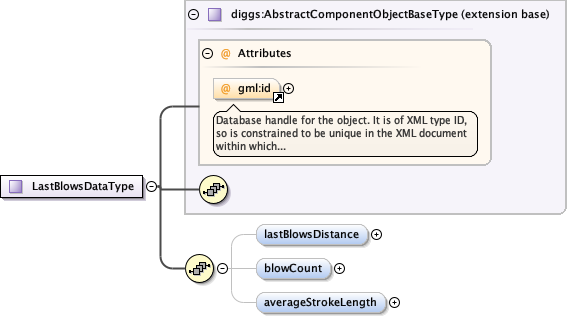 diggs:AbstractComponentObjectBaseType (extension base)
@ Attributes
@ gml:id
Database handle for the object. It is of XML type ID,
so is constrained to be unique in the XML document
within which...
LastBlowsDataType
lastBlowsDistance
blowCount
averageStrokeLength